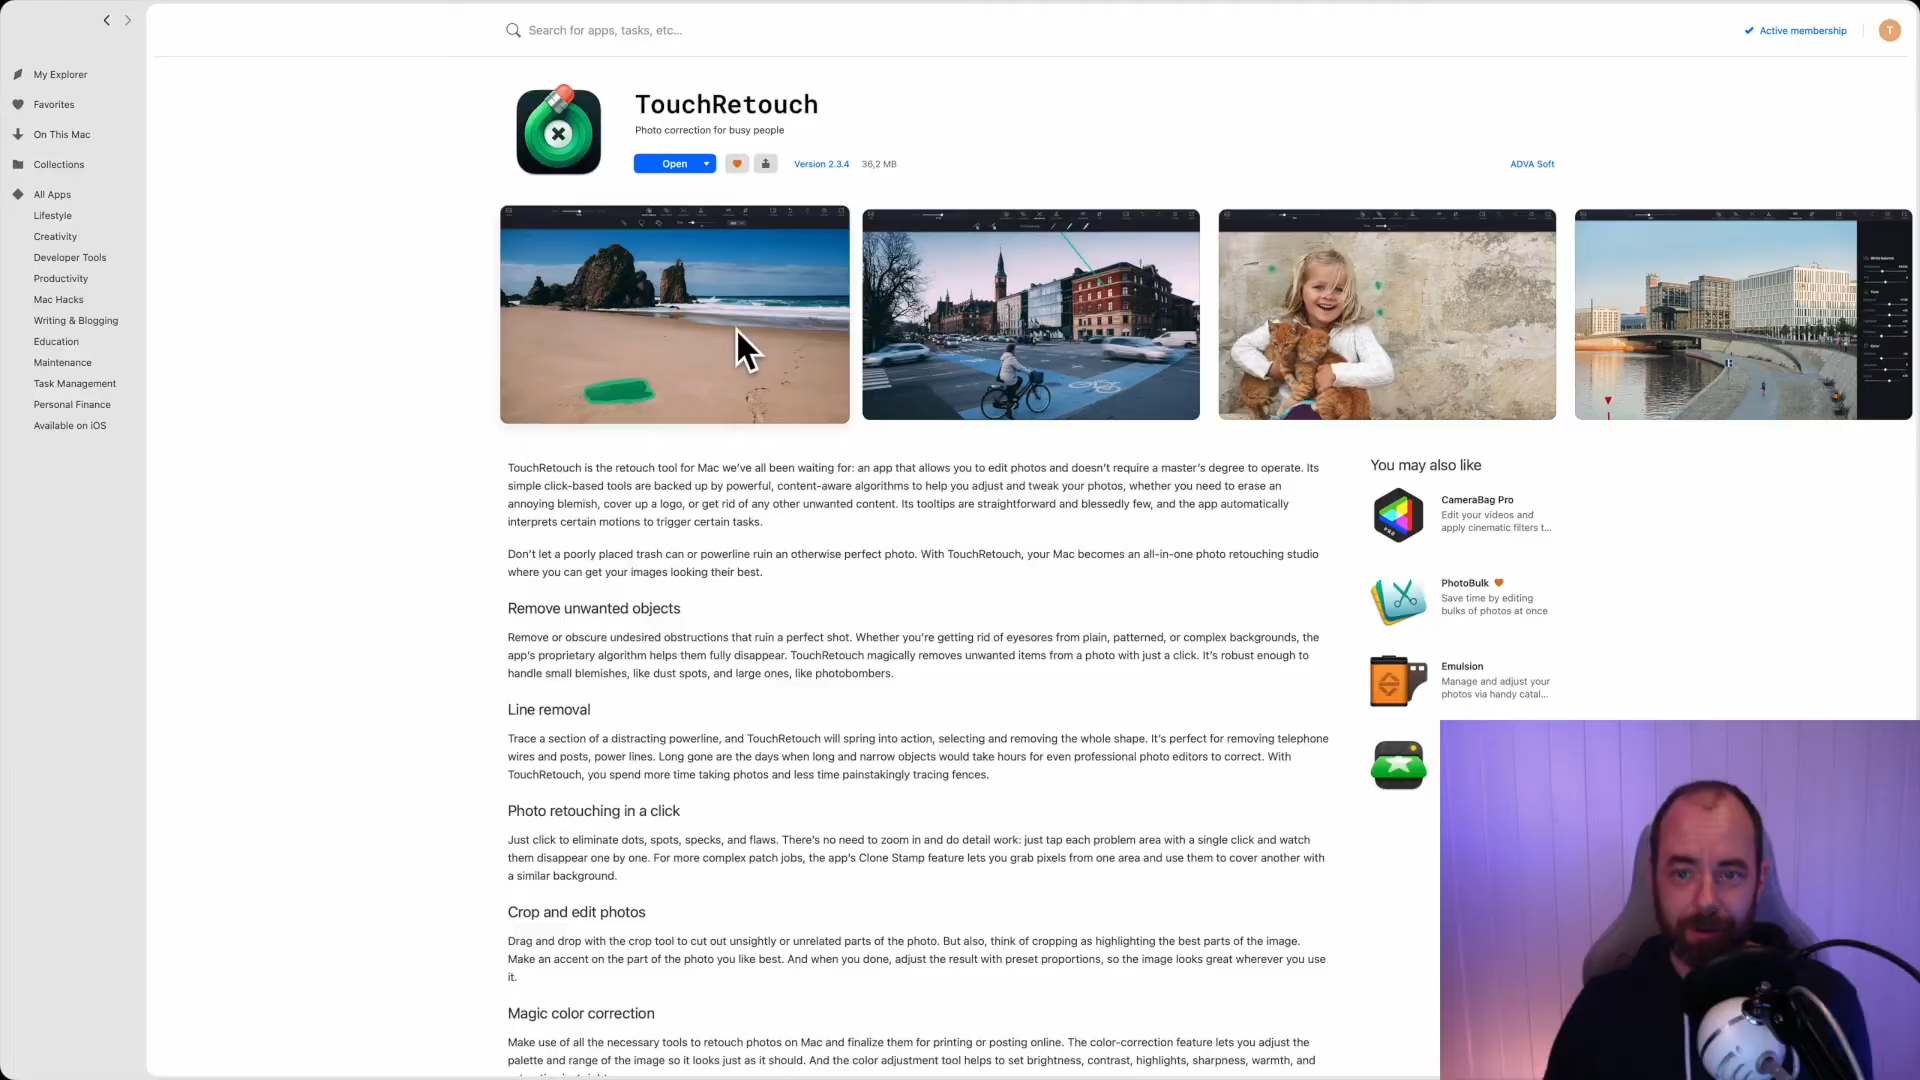 Search for apps, tasks, etc...
Active membership
T
My Explorer
Favorites
On This Mac
Collections
All Apps
Lifestyle
Creativity
Developer Tools
Productivity
Mac Hacks
Writing & Blogging
Education
Maintenance
Task Management
Personal Finance
Available on iOS
TouchRetouch
Photo correction for busy people
Open
Version 2.3.4
36,2 MB
ADVA Soft
TouchRetouch is the retouch tool for Mac we’ve all been waiting for: an app that allows you to edit photos and doesn’t require a master’s degree to operate. Its
simple click-based tools are backed up by powerful, content-aware algorithms to help you adjust and tweak your photos, whether you need to erase an
annoying blemish, cover up a logo, or get rid of any other unwanted content. Its tooltips are straightforward and blessedly few, and the app automatically
interprets certain motions to trigger certain tasks.
Don’t let a poorly placed trash can or powerline ruin an otherwise perfect photo. With TouchRetouch, your Mac becomes an all-in-one photo retouching studio
where you can get your images looking their best.
Remove unwanted objects
Remove or obscure undesired obstructions that ruin a perfect shot. Whether you’re getting rid of eyesores from plain, patterned, or complex backgrounds, the
app’s proprietary algorithm helps them fully disappear. TouchRetouch magically removes unwanted items from a photo with just a click. It’s robust enough to
handle small blemishes, like dust spots, and large ones, like photobombers.
Line removal
Trace a section of a distracting powerline, and TouchRetouch will spring into action, selecting and removing the whole shape. It’s perfect for removing telephone
wires and posts, power lines. Long gone are the days when long and narrow objects would take hours for even professional photo editors to correct. With
TouchRetouch, you spend more time taking photos and less time painstakingly tracing fences.
Photo retouching in a click
Just click to eliminate dots, spots, specks, and flaws. There’s no need to zoom in and do detail work: just tap each problem area with a single click and watch
them disappear one by one. For more complex patch jobs, the app’s Clone Stamp feature lets you grab pixels from one area and use them to cover another with
a similar background.
Crop and edit photos
Drag and drop with the crop tool to cut out unsightly or unrelated parts of the photo. But also, think of cropping as highlighting the best parts of the image.
Make an accent on the part of the photo you like best. And when you done, adjust the result with preset proportions, so the image looks great wherever you use
it.
Magic color correction
Make use of all the necessary tools to retouch photos on Mac and finalize them for printing or posting online. The color-correction feature lets you adjust the
palette and range of the image so it looks just as it should. And the color adjustment tool helps to set brightness, contrast, highlights, sharpness, warmth, and
You may also like
CameraBag Pro
Edit your videos and
apply cinematic filters t...
PhotoBulk
Save time by editing
bulks of photos at once
Emulsion
Manage and adjust your
photos via handy catal...
PRO